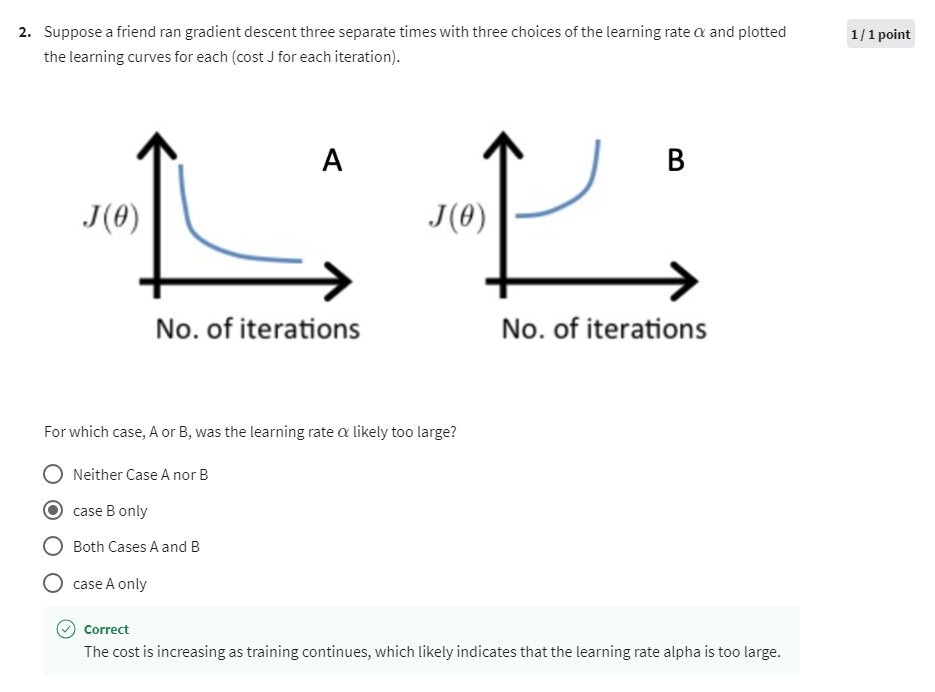 2. Suppose a friend ran gradient descent three separate times with three choices of the learning rate α and plotted
the learning curves for each (cost J for each iteration).
1 / 1 point
A
J(θ)
No. of iterations
B
J(θ)
No. of iterations
For which case, A or B, was the learning rate α likely too large?
Neither Case A nor B
case B only
Both Cases A and B
case A only
Correct
The cost is increasing as training continues, which likely indicates that the learning rate alpha is too large.